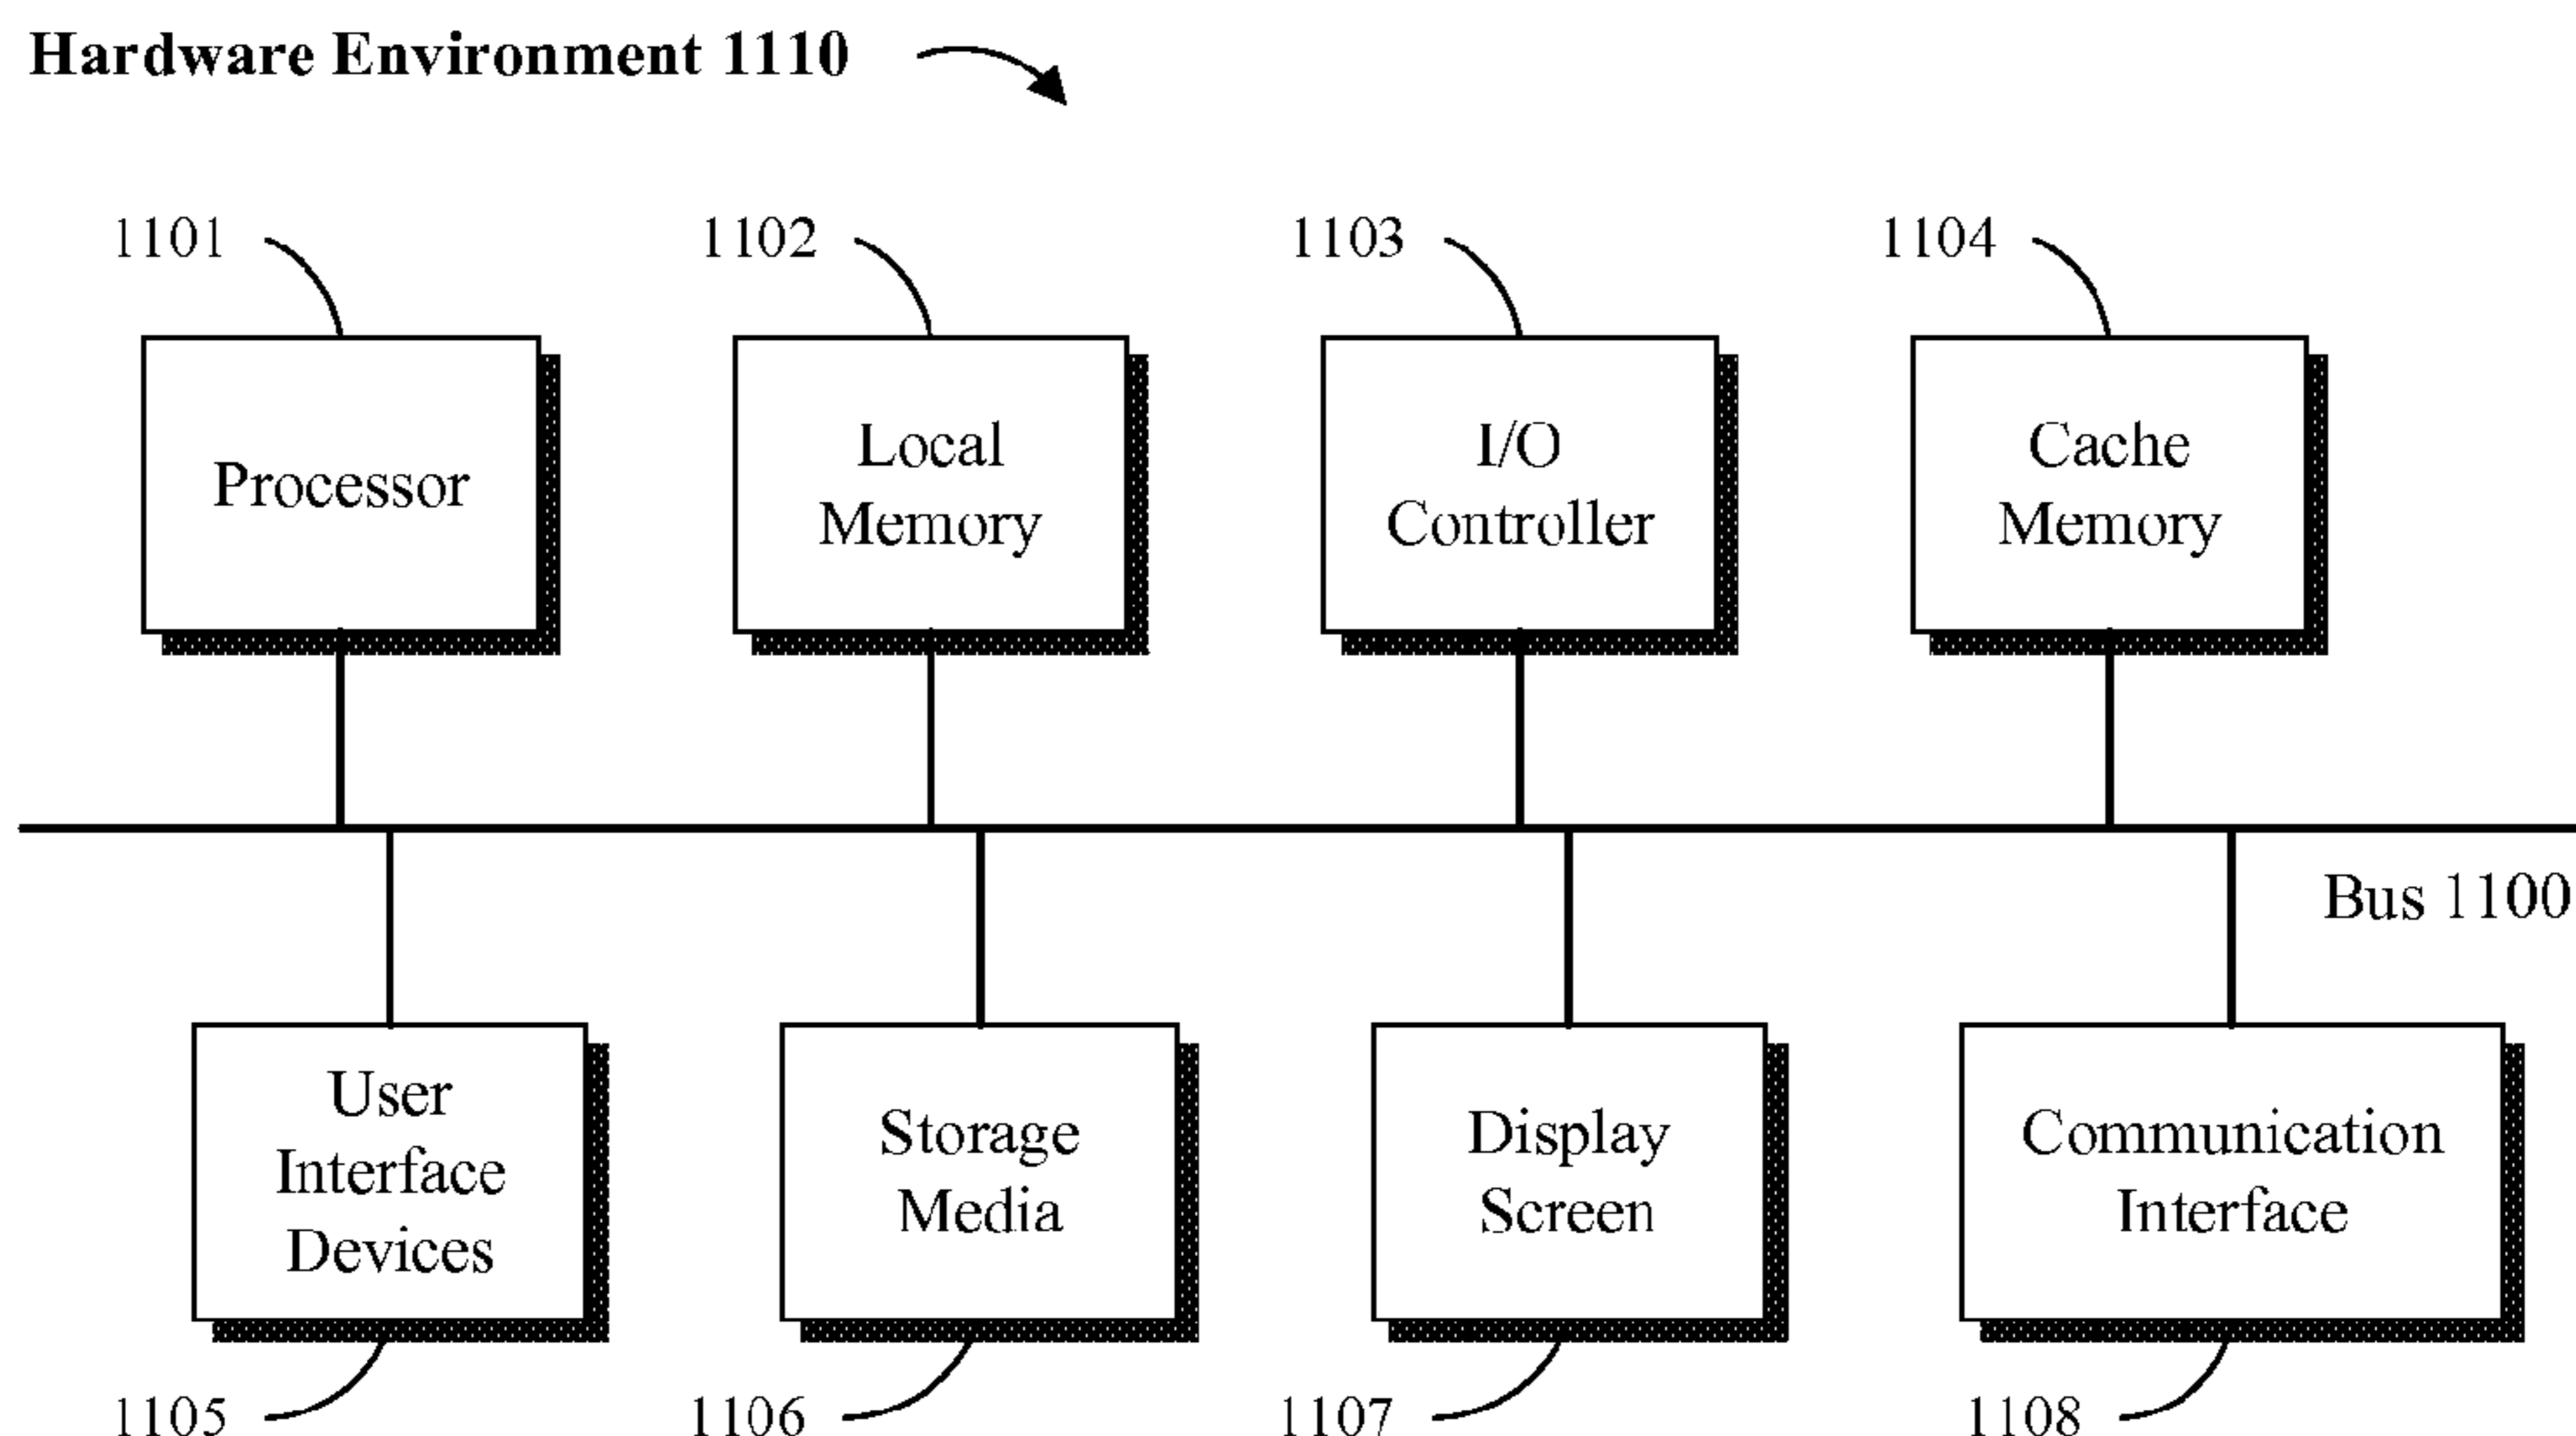 Hardware Environment 1110
1101
1102
1103
1104
Processor
Local
Memory
I/O
Controller
Cache
Memory
Bus 1100
User
Interface
Devices
Storage
Media
Display
Screen
Communication
Interface
1105
1106
1107
1108